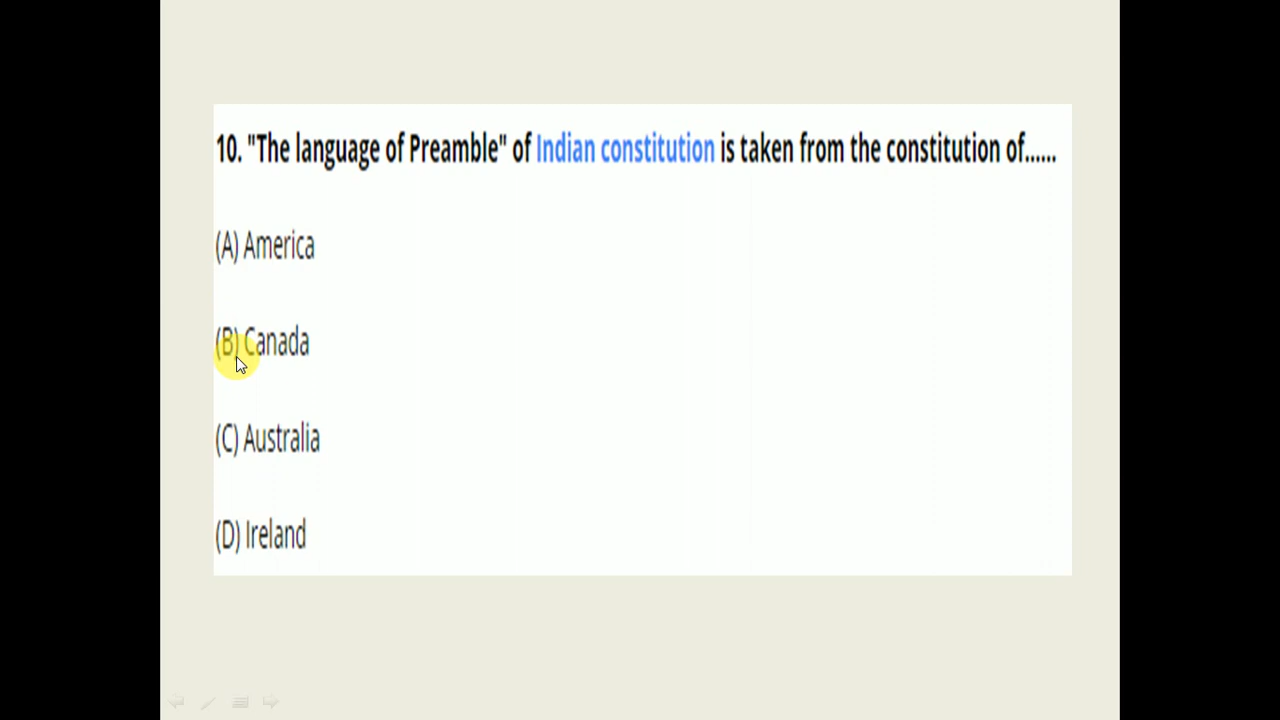 10. "The language of Preamble" of Indian constitution is taken from the constitution of......
(A) America
(B) Canada
(C) Australia
(D) Ireland